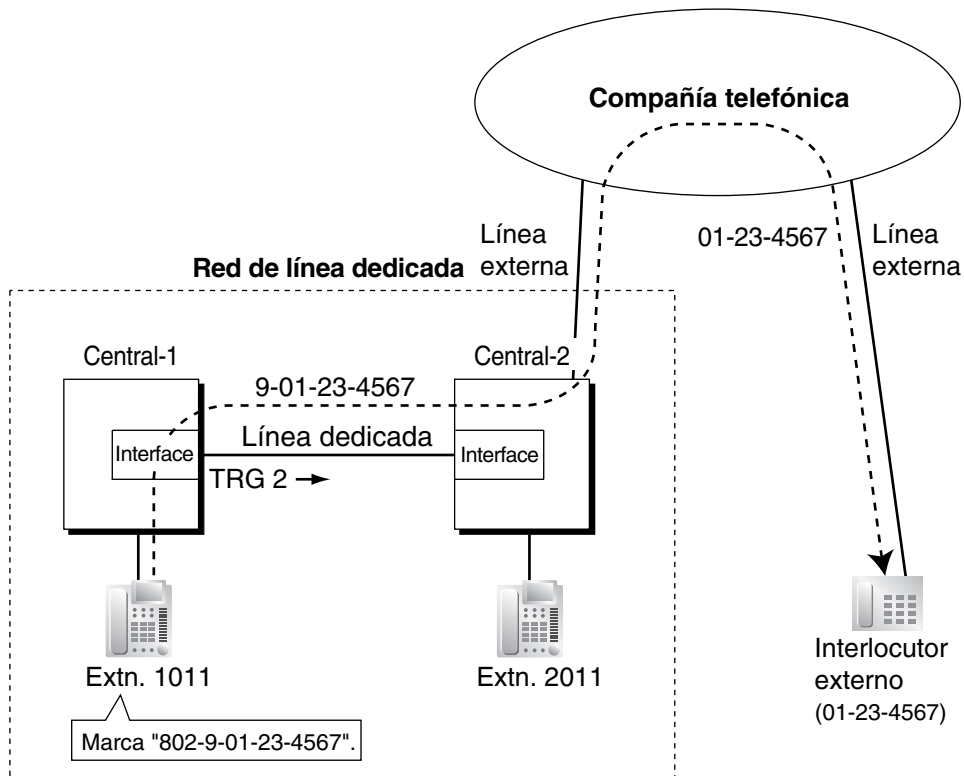 Compañía telefónica
Línea
externa
01-23-4567
Línea
externa
Red de línea dedicada
Central-1
Central-2
9-01-23-4567
Interface
Línea dedicada
Interface
TRG 2 →
Extn. 1011
Extn. 2011
Interlocutor
externo
(01-23-4567)
Marca "802-9-01-23-4567".